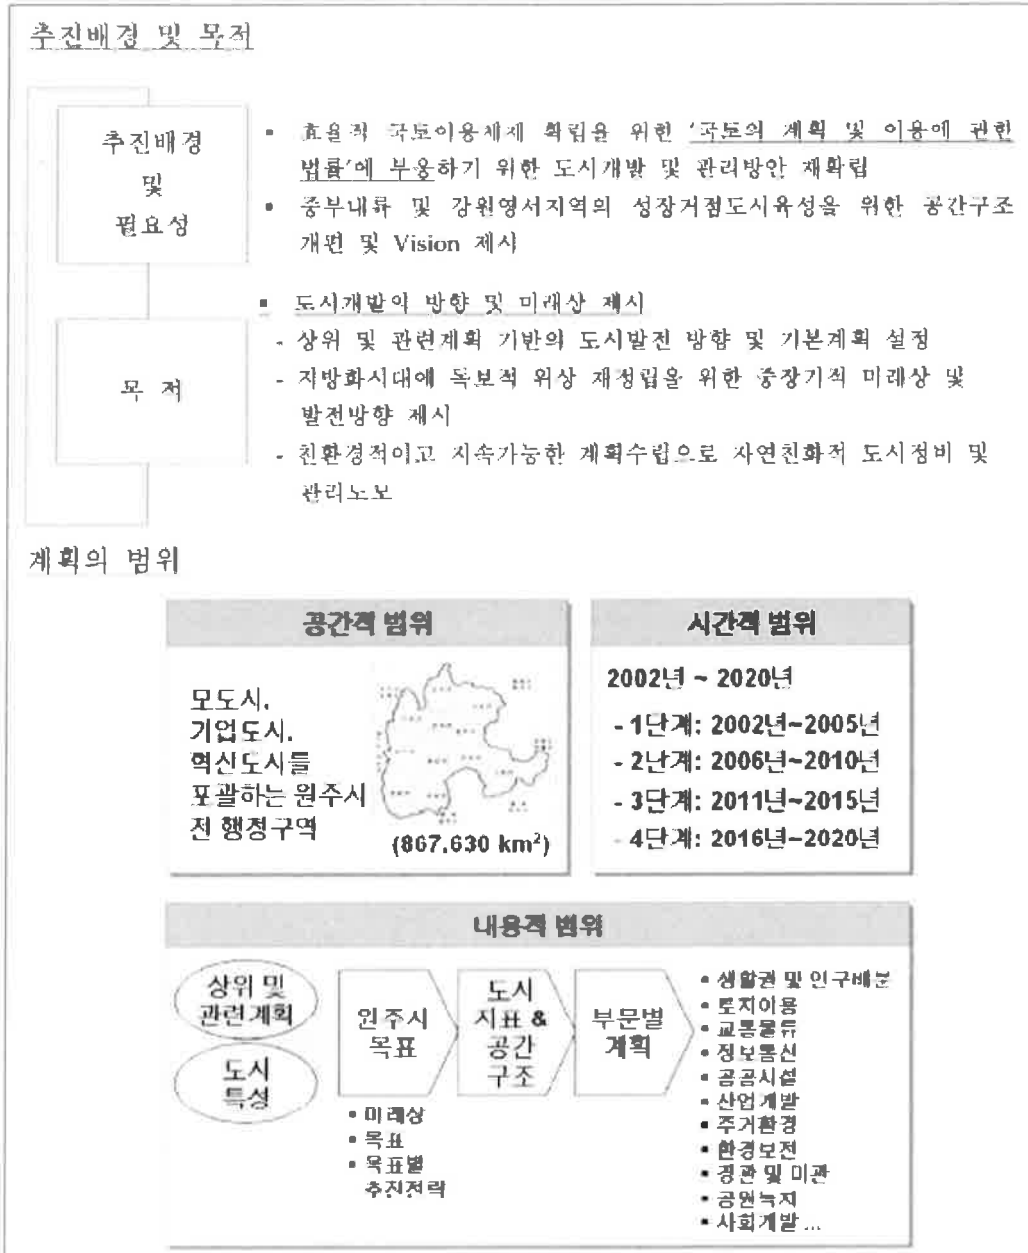 추진배경 및 목적
추진배경
및
필요성
▪ 효율적 국토이용체제 확립을 위한 '국토의 계획 및 이용에 관한
법률'에 부응하기 위한 도시개발 및 관리방안 재확립
▪ 중부내륙 및 강원영서지역의 성장거점도시육성을 위한 공간구조
개편 및 Vision 제시
목 적
▪ 도시개발의 방향 및 미래상 제시
- 상위 및 관련계획 기반의 도시발전 방향 및 기본계획 설정
- 지방화시대에 독보적 위상 재정립을 위한 중장기적 미래상 및
발전방향 제시
- 친환경적이고 지속가능한 계획수립으로 자연친화적 도시정비 및
관리도모
계획의 범위
공간적 범위
모도시,
기업도시,
혁신도시를
포괄하는 원주시
전 행정구역
(867.630 km²)
시간적 범위
2002년 ~ 2020년
- 1단계: 2002년~2005년
- 2단계: 2006년~2010년
- 3단계: 2011년~2015년
- 4단계: 2016년~2020년
내용적 범위
상위 및
관련계획
도시
특성
원주시
목표
▪ 미래상
▪ 목표
▪ 목표별
추진전략
도시
지표 &
공간
구조
부문별
계획
▪ 생활권 및 인구배분
▪ 토지이용
▪ 교통물류
▪ 정보통신
▪ 공공시설
▪ 산업개발
▪ 주거환경
▪ 환경보전
▪ 경관 및 미관
▪ 공원녹지
▪ 사회개발 ...